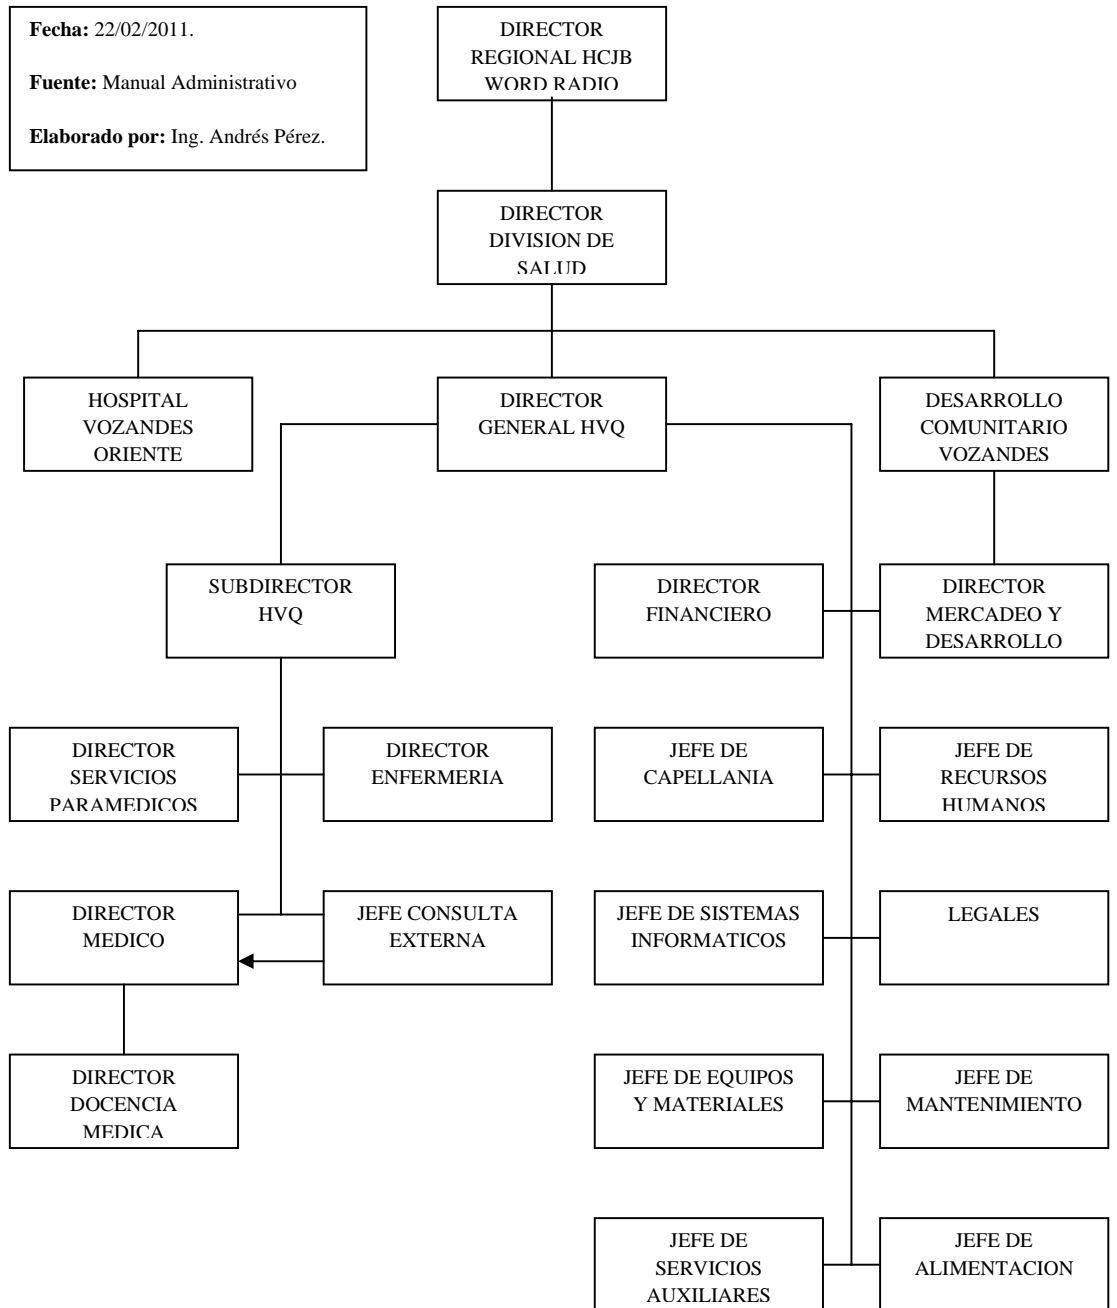 Fecha: 22/02/2011.
Fuente: Manual Administrativo
Elaborado por: Ing. Andrés Pérez.
DIRECTOR
REGIONAL HCJB
WORD RADIO
DIRECTOR
DIVISION DE
SALUD
HOSPITAL
VOZANDES
ORIENTE
DIRECTOR
GENERAL HVQ
DESARROLLO
COMUNITARIO
VOZANDES
SUBDIRECTOR
HVQ
DIRECTOR
FINANCIERO
DIRECTOR
MERCADEO Y
DESARROLLO
DIRECTOR
SERVICIOS
PARAMEDICOS
DIRECTOR
ENFERMERIA
JEFE DE
CAPELLANIA
JEFE DE
RECURSOS
HUMANOS
DIRECTOR
MEDICO
JEFE CONSULTA
EXTERNA
JEFE DE SISTEMAS
INFORMATICOS
LEGALES
DIRECTOR
DOCENCIA
MEDICA
JEFE DE EQUIPOS
Y MATERIALES
JEFE DE
MANTENIMIENTO
JEFE DE
SERVICIOS
AUXILIARES
JEFE DE
ALIMENTACION